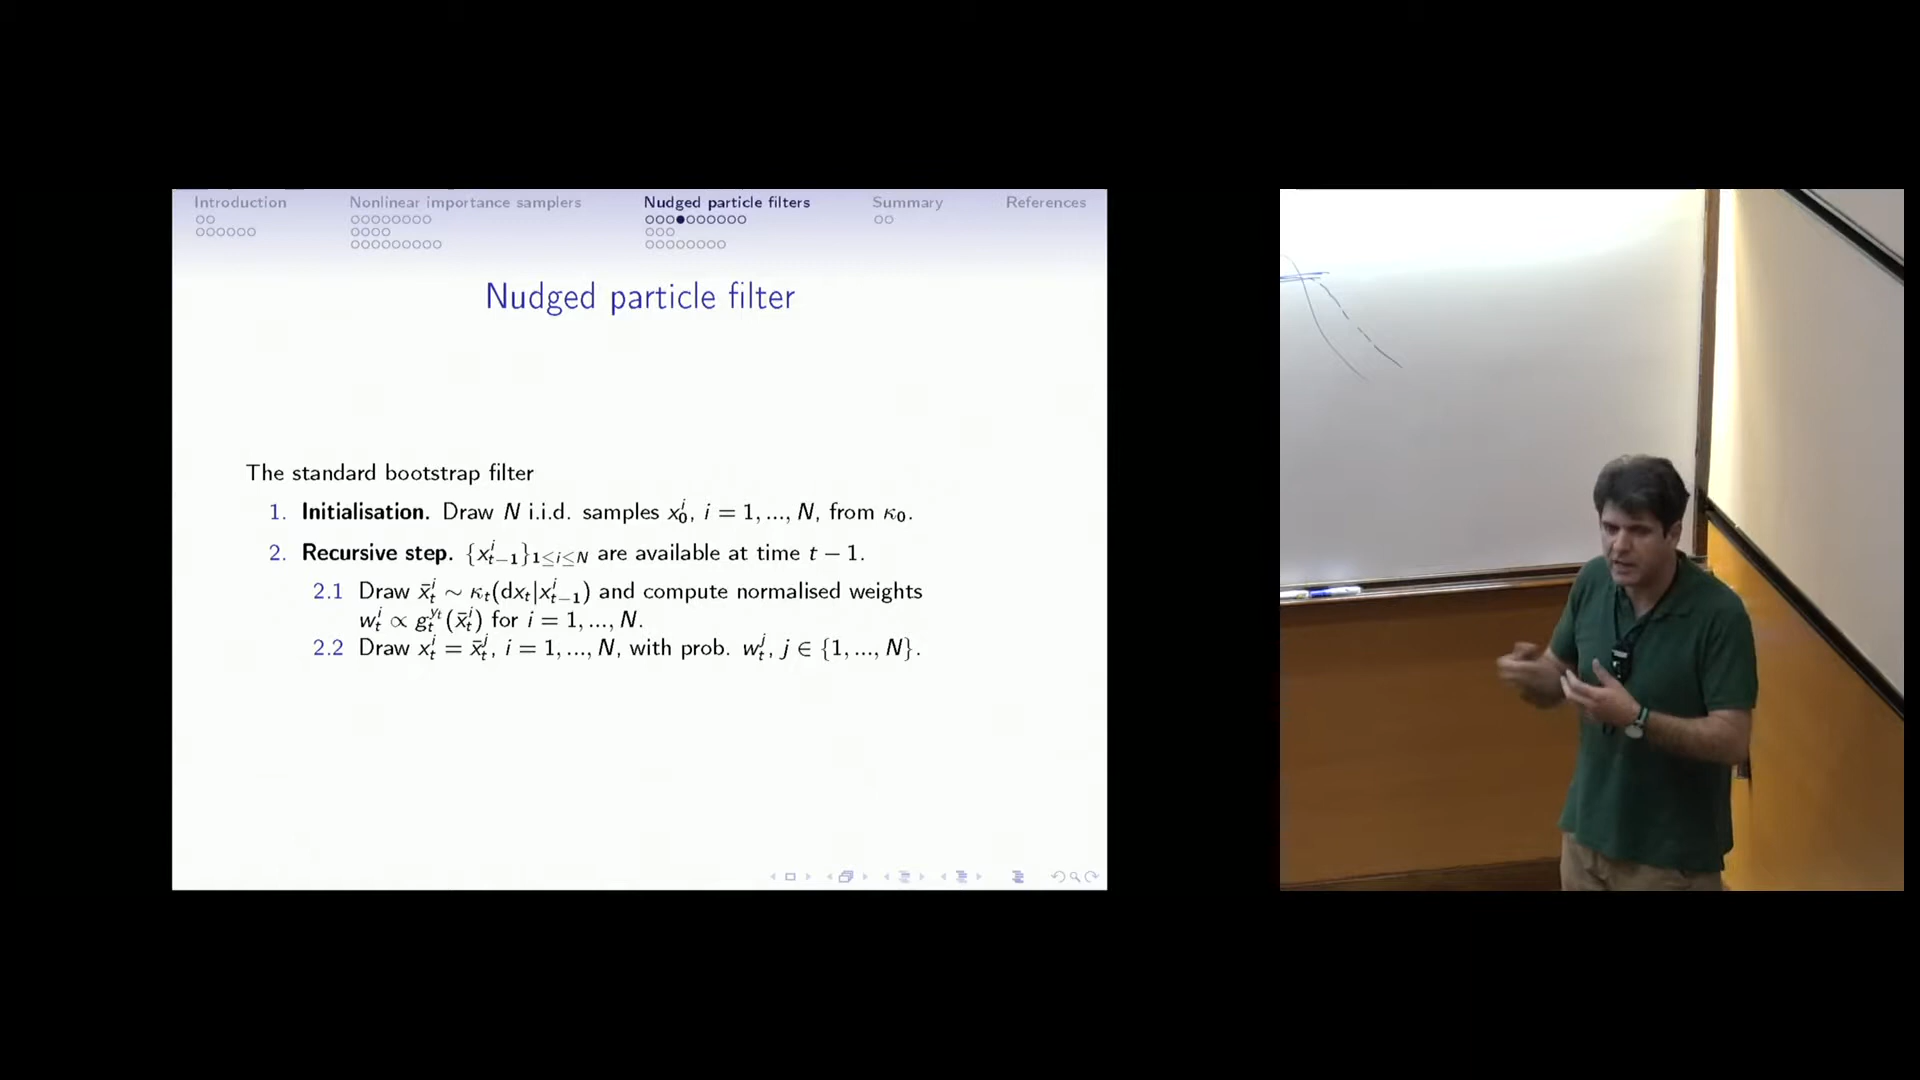 Introduction Nonlinear importance samplers Nudged particle filters Summary References
Nudged particle filter
The standard bootstrap filter
1. Initialisation. Draw N i.i.d. samples x_0^i, i = 1, ..., N, from κ_0.
2. Recursive step. {x_{t−1}^i}_{1≤i≤N} are available at time t − 1.
2.1 Draw x̄_t^i ∼ κ_t(dx_t|x_{t−1}^i) and compute normalised weights
w_t^i ∝ g_t^{y_t}(x̄_t^i) for i = 1, ..., N.
2.2 Draw x_t^i = x̄_t^j, i = 1, ..., N, with prob. w_t^j, j ∈ {1, ..., N}.